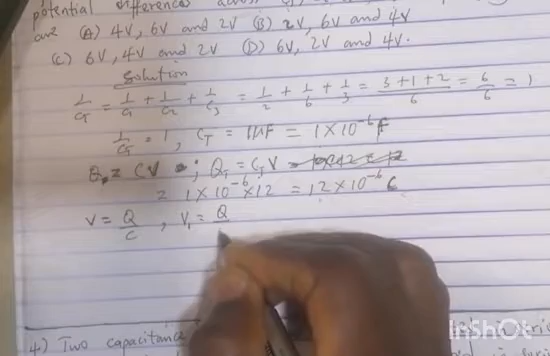 potential differences across
are (A) 4V, 6V and 2V (B) 2V, 6V and 4V
(C) 6V, 4V and 2V (D) 6V, 2V and 4V.
Solution
1/CT = 1/C1 + 1/C2 + 1/C3 = 1/2 + 1/6 + 1/3 = 3+1+2/6 = 6/6 = 1
1/CT = 1, CT = 1μF = 1×10⁻⁶F
Q = CV ; QT = CTV
= 1×10⁻⁶×12 = 12×10⁻⁶ C
V = Q/C , V1 = Q
4) Two capacitance
InShOt